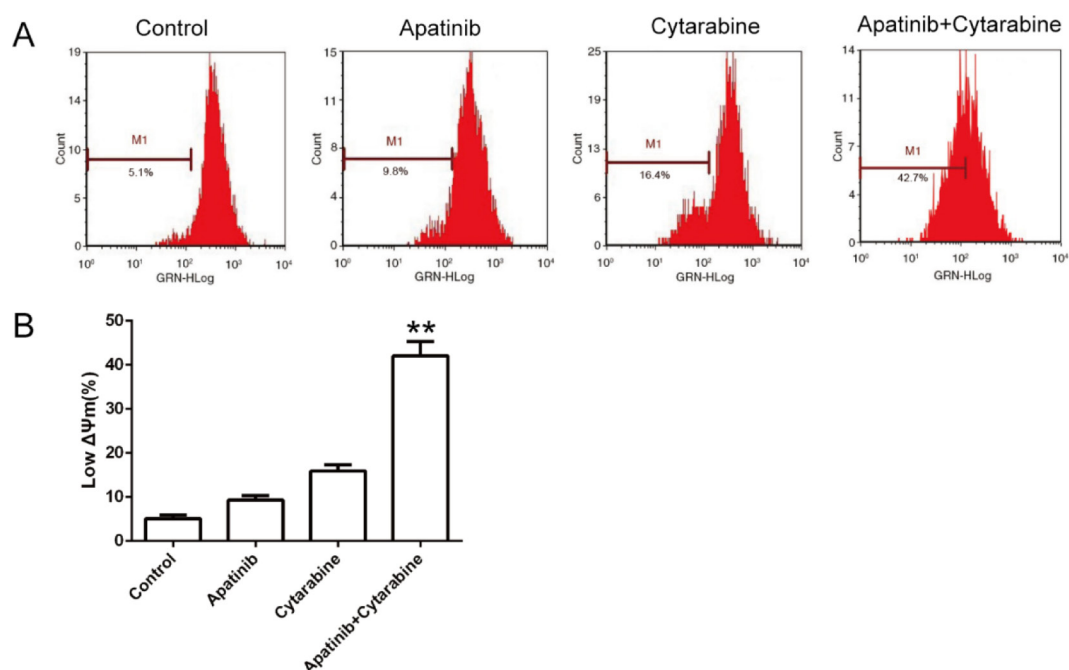 A
Control
Apatinib
Cytarabine
Apatinib+Cytarabine
19
14
10
5
0
Count
M1
5.1%
10⁰ 10¹ 10² 10³ 10⁴
GRN-HLog
15
11
8
4
0
Count
M1
9.8%
10⁰ 10¹ 10² 10³ 10⁴
GRN-HLog
25
19
13
6
0
Count
M1
16.4%
10⁰ 10¹ 10² 10³ 10⁴
GRN-HLog
14
11
7
4
0
Count
M1
42.7%
10⁰ 10¹ 10² 10³ 10⁴
GRN-HLog
B
Low ΔΨm(%)
50
40
30
20
10
0
**
Control
Apatinib
Cytarabine
Apatinib+Cytarabine